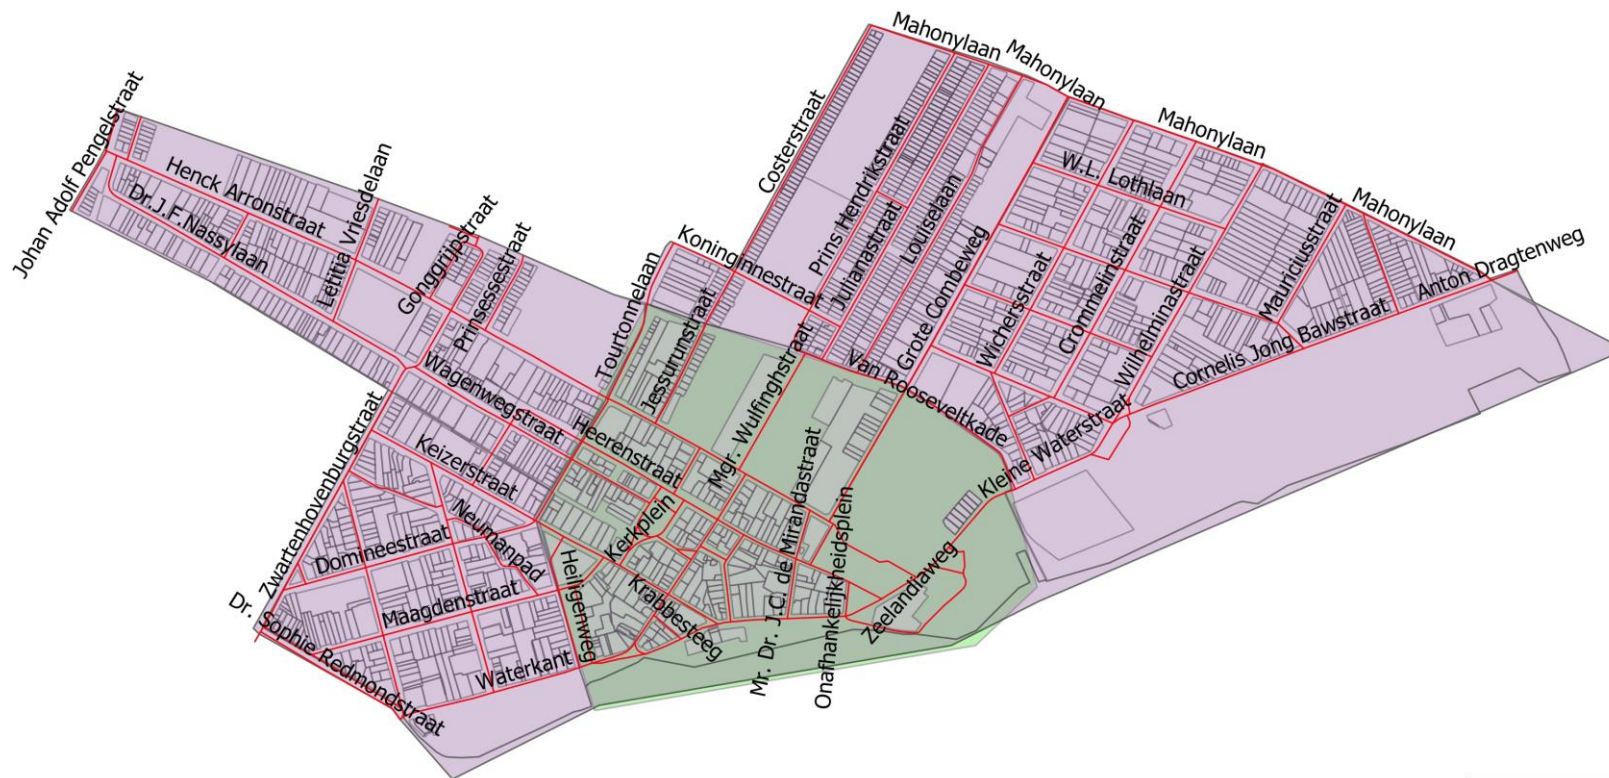 Mahonylaan
Mahonylaan
Mahonylaan
Mahonylaan
Johan Adolf Pengelstraat
Henck Arronstraat
Dr.J.F.Nassylaan
Letitia Vriesdelaan
Gonggrijpstraat
Prinsessestraat
Costerstraat
Prins Hendrikstraat
Julianastraat
Louiselaan
W.L. Lothlaan
Koninginnestraat
Tourtonnelaan
Jessurunstraat
Grote Combeweg
Wichersstraat
Crommelinstraat
Wilhelminastraat
Mauriciusstraat
Anton Dragtenweg
Cornelis Jong Bawstraat
Van Rooseveltkade
Mgr. Wulfinghstraat
Wagenwegstraat
Heerenstraat
Zwartenhovenburgstraat
Keizerstraat
Neumanpad
Domineestraat
Maagdenstraat
Kerkplein
Heiligenweg
Krabbesteeg
Mr. Dr. J.C. de Mirandastraat
Onafhankelijkheidsplein
Kleine Waterstraat
Zeelandiaweg
Dr. Sophie Redmondstraat
Waterkant